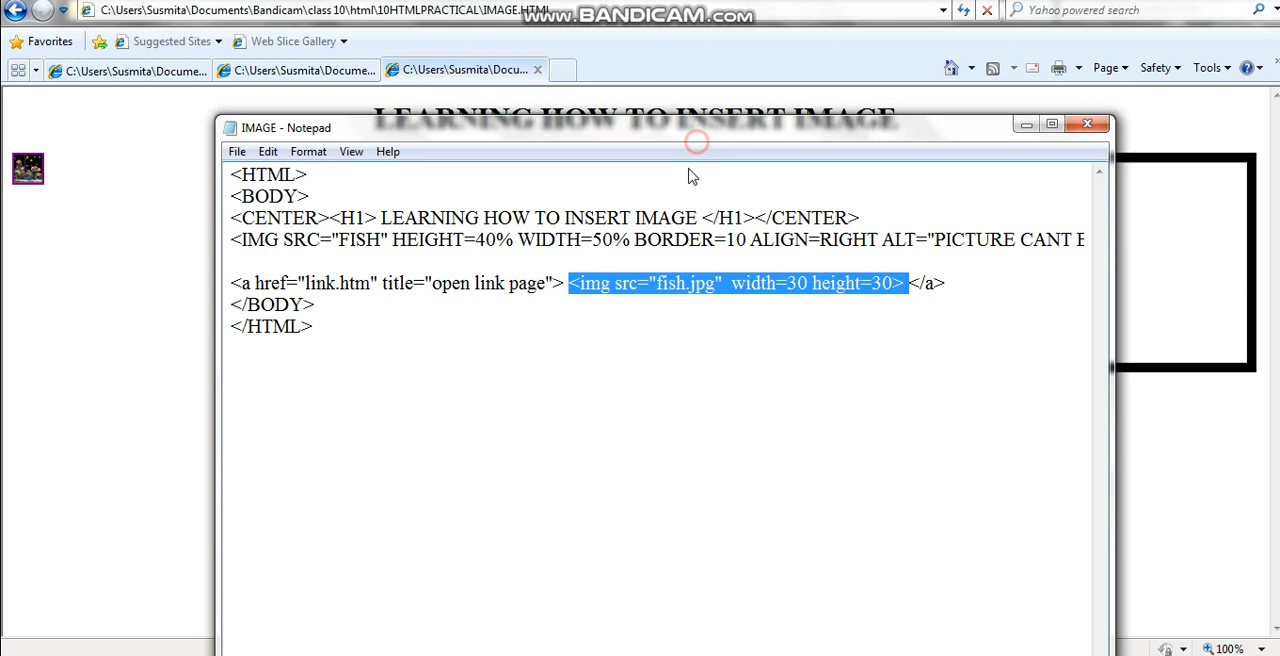 C:\Users\Susmita\Documents\Bandicam\class 10\html\10HTMLPRACTICAL\IMAGE.HTML
www.BANDICAM.com
Yahoo powered search
Favorites
Suggested Sites
Web Slice Gallery
C:\Users\Susmita\Docume...
C:\Users\Susmita\Docume...
C:\Users\Susmita\Docu...
Page
Safety
Tools
LEARNING HOW TO INSERT IMAGE
IMAGE - Notepad
File Edit Format View Help
<HTML>
<BODY>
<CENTER><H1> LEARNING HOW TO INSERT IMAGE </H1></CENTER>
<IMG SRC="FISH" HEIGHT=40% WIDTH=50% BORDER=10 ALIGN=RIGHT ALT="PICTURE CANT E
<a href="link.htm" title="open link page"> <img src="fish.jpg"  width=30 height=30> </a>
</BODY>
</HTML>
100%